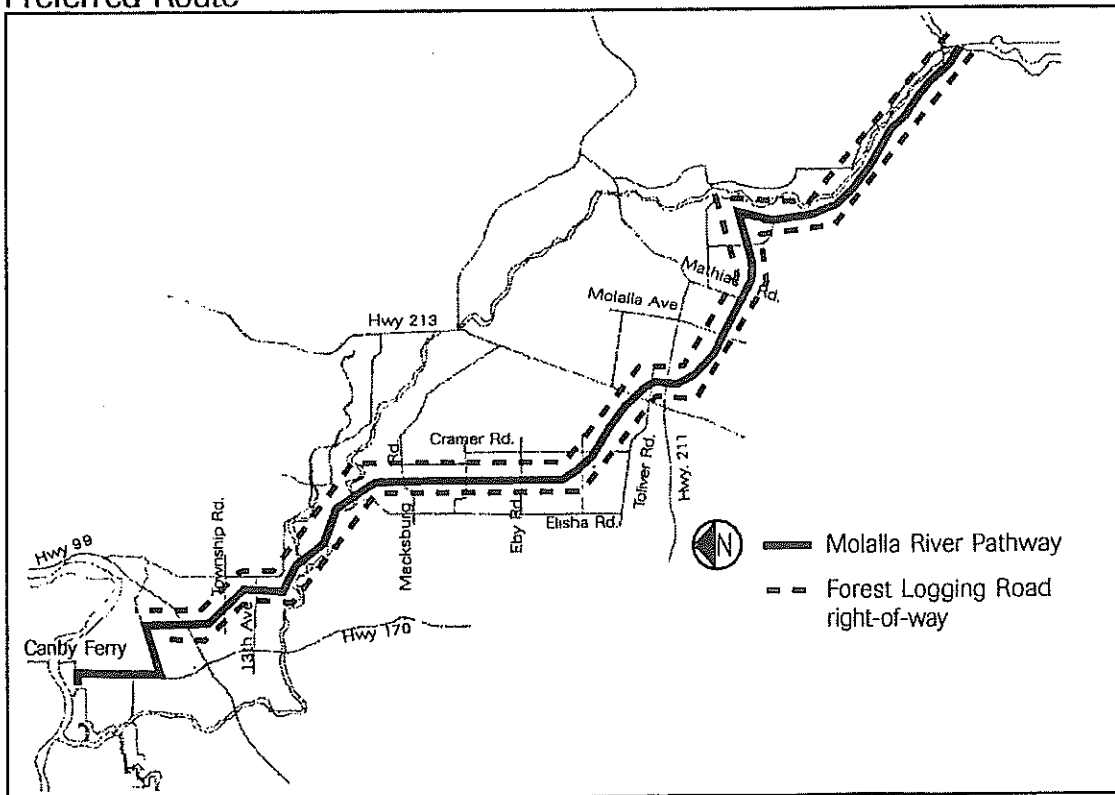 Preferred Route
Mathias Rd.
Molalla Ave
Hwy 213
Cramer Rd.
Rd.
Mecksburg
Eby Rd.
Elisha Rd.
Toliver Rd.
Hwy. 211
Township Rd.
Hwy 99
13th Ave
Hwy 170
Canby Ferry
N
Molalla River Pathway
Forest Logging Road
right-of-way